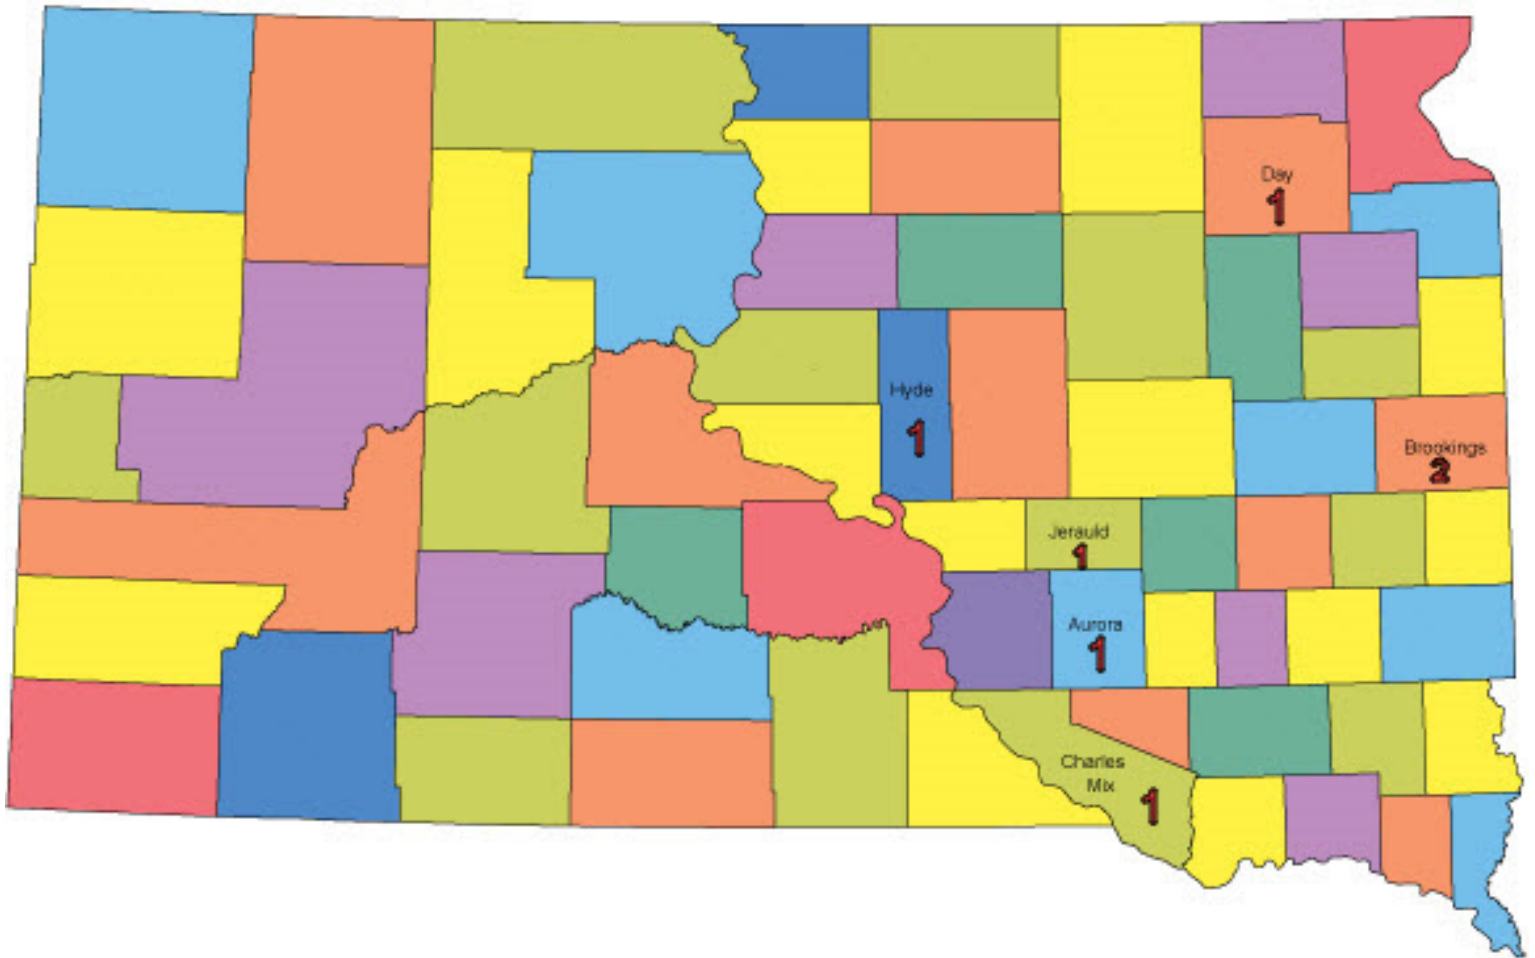 Day
1
Hyde
1
Brookings
2
Jerauld
1
Aurora
1
Charles
Mix
1